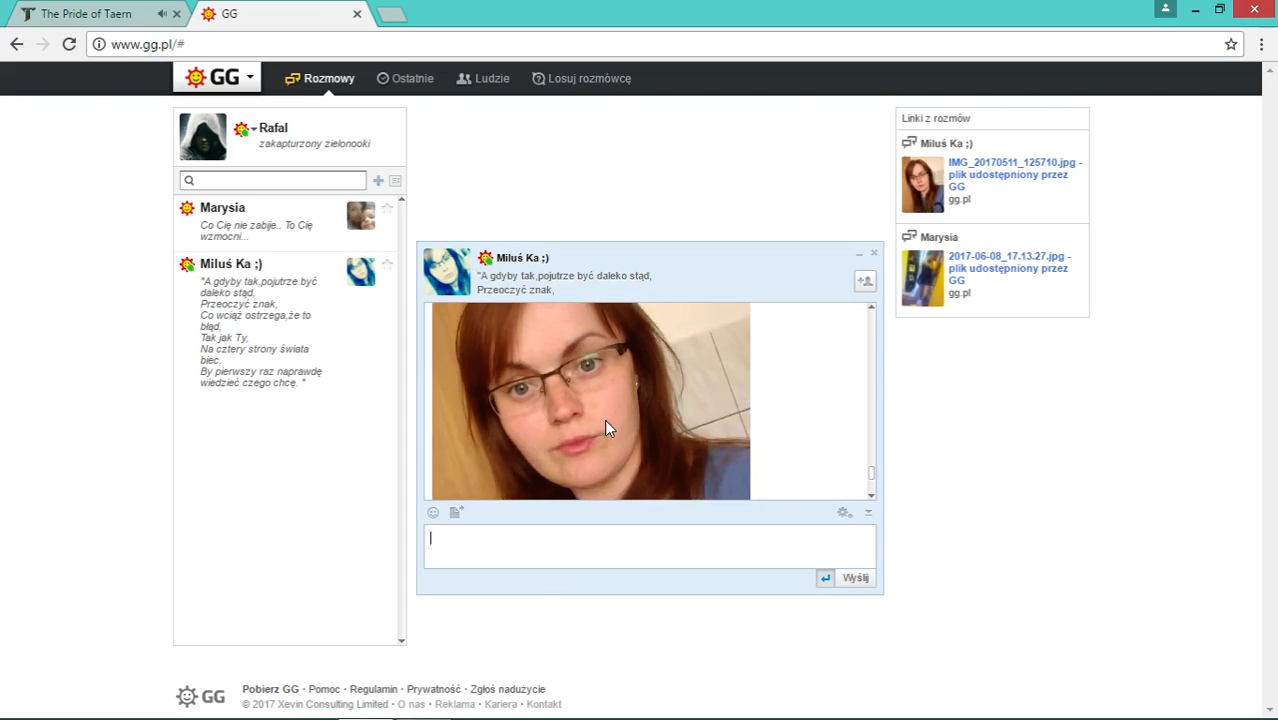 The Pride of Taern
GG
www.gg.pl/#
GG
Rozmowy
Ostatnie
Ludzie
Losuj rozmówcę
Rafał
zakapturzony zielonooki
Marysia
Co Cię nie zabije.. To Cię
wzmocni...
Miluś Ka ;)
"A gdyby tak,pojutrze być
daleko stąd,
Przeoczyć znak,
Co wciąż ostrzega,że to
błąd,
Tak jak Ty,
Na cztery strony świata
biec,
By pierwszy raz naprawdę
wiedzieć czego chcę. "
Miluś Ka ;)
"A gdyby tak,pojutrze być daleko stąd,
Przeoczyć znak,
Wyślij
Linki z rozmów
Miluś Ka ;)
IMG_20170511_125710.jpg -
plik udostępniony przez
GG
gg.pl
Marysia
2017-06-08_17.13.27.jpg -
plik udostępniony przez
GG
gg.pl
GG
Pobierz GG · Pomoc · Regulamin · Prywatność · Zgłoś nadużycie
© 2017 Xevin Consulting Limited · O nas · Reklama · Kariera · Kontakt